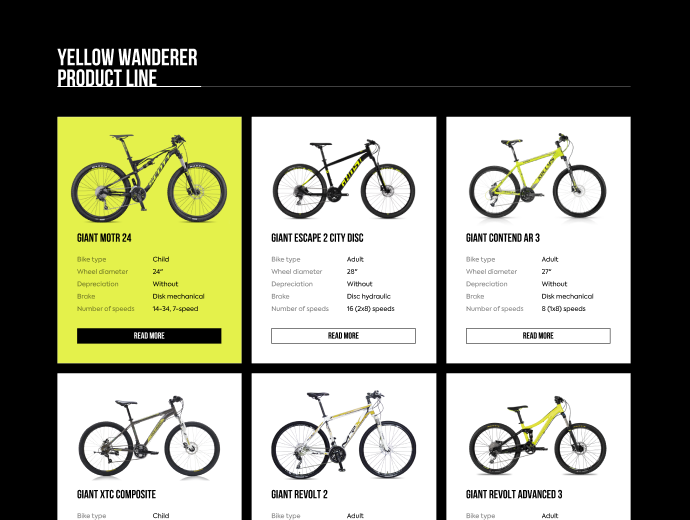 YELLOW WANDERER
PRODUCT LINE
GIANT MOTR 24
Bike type Child
Wheel diameter 24"
Depreciation Without
Brake Disk mechanical
Number of speeds 14-34, 7-speed
READ MORE
GIANT ESCAPE 2 CITY DISC
Bike type Adult
Wheel diameter 28"
Depreciation Without
Brake Disc hydraulic
Number of speeds 16 (2x8) speeds
READ MORE
GIANT CONTEND AR 3
Bike type Adult
Wheel diameter 27"
Depreciation Without
Brake Disk mechanical
Number of speeds 8 (1x8) speeds
READ MORE
GIANT XTC COMPOSITE
Bike type Child
GIANT REVOLT 2
Bike type Adult
GIANT REVOLT ADVANCED 3
Bike type Adult